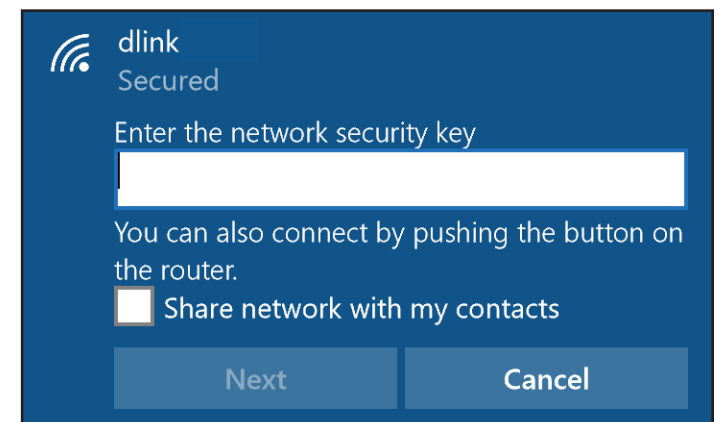 dlink
Secured
Enter the network security key
You can also connect by pushing the button on
the router.
Share network with my contacts
Next
Cancel